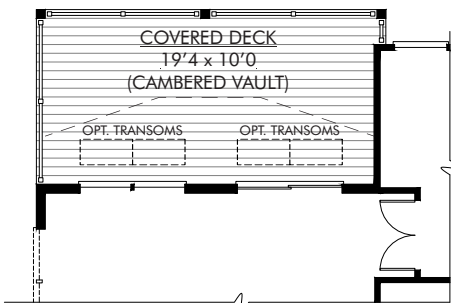 COVERED DECK
19'4 x 10'0
(CAMBERED VAULT)
OPT. TRANSOMS OPT. TRANSOMS